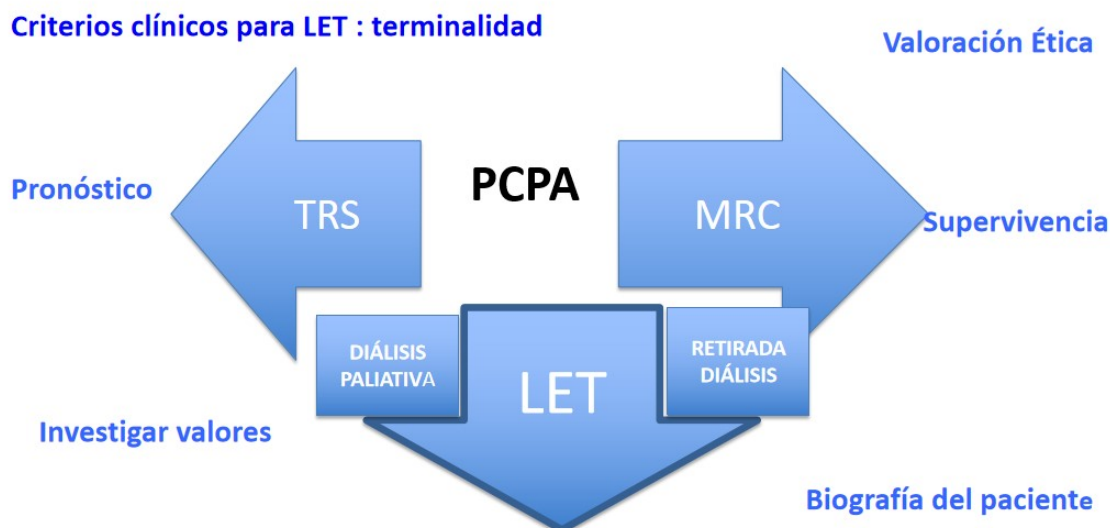 Criterios clínicos para LET : terminalidad
Valoración Ética
PCPA
Pronóstico
TRS
MRC
Supervivencia
DIÁLISIS
PALIATIVA
LET
RETIRADA
DIÁLISIS
Investigar valores
Biografía del paciente